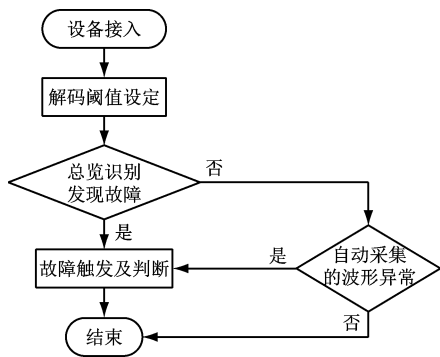 设备接入
解码阈值设定
总览识别
发现故障
否
是
自动采集
的波形异常
是
故障触发及判断
否
结束